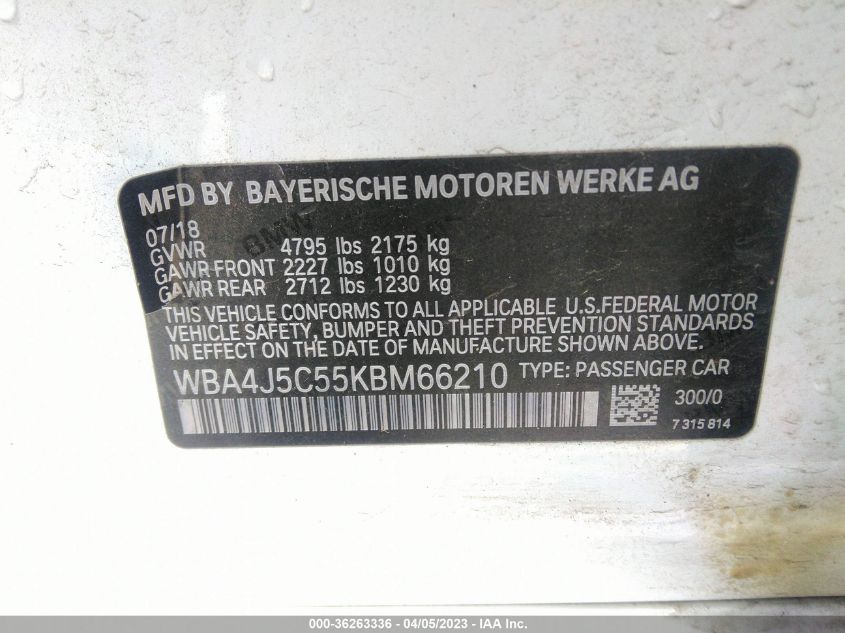 MFD BY BAYERISCHE MOTOREN WERKE AG
07/18
GVWR 4795 lbs 2175 kg
GAWR FRONT 2227 lbs 1010 kg
GAWR REAR 2712 lbs 1230 kg
THIS VEHICLE CONFORMS TO ALL APPLICABLE U.S.FEDERAL MOTOR
VEHICLE SAFETY, BUMPER AND THEFT PREVENTION STANDARDS
IN EFFECT ON THE DATE OF MANUFACTURE SHOWN ABOVE.
WBA4J5C55KBM66210 TYPE: PASSENGER CAR
300/0
7 315 814
000-36263336 - 04/05/2023 - IAA Inc.